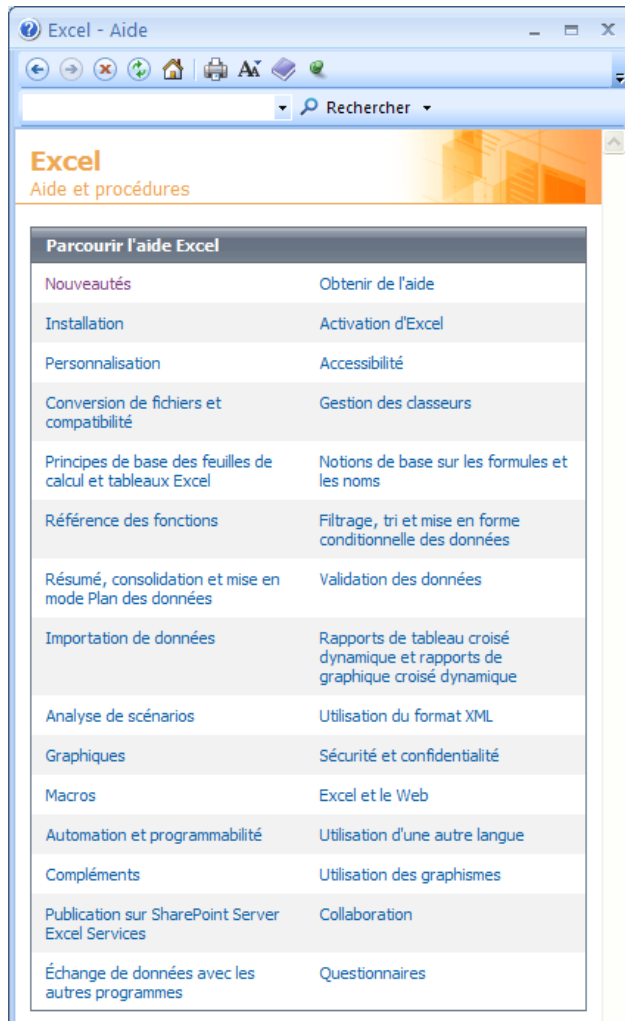 Excel - Aide
Rechercher
Excel
Aide et procédures
Parcourir l'aide Excel
Nouveautés
Obtenir de l'aide
Installation
Activation d'Excel
Personnalisation
Accessibilité
Conversion de fichiers et
compatibilité
Gestion des classeurs
Principes de base des feuilles de
calcul et tableaux Excel
Notions de base sur les formules et
les noms
Référence des fonctions
Filtrage, tri et mise en forme
conditionnelle des données
Résumé, consolidation et mise en
mode Plan des données
Validation des données
Importation de données
Rapports de tableau croisé
dynamique et rapports de
graphique croisé dynamique
Analyse de scénarios
Utilisation du format XML
Graphiques
Sécurité et confidentialité
Macros
Excel et le Web
Automation et programmabilité
Utilisation d'une autre langue
Compléments
Utilisation des graphismes
Publication sur SharePoint Server
Excel Services
Collaboration
Échange de données avec les
autres programmes
Questionnaires